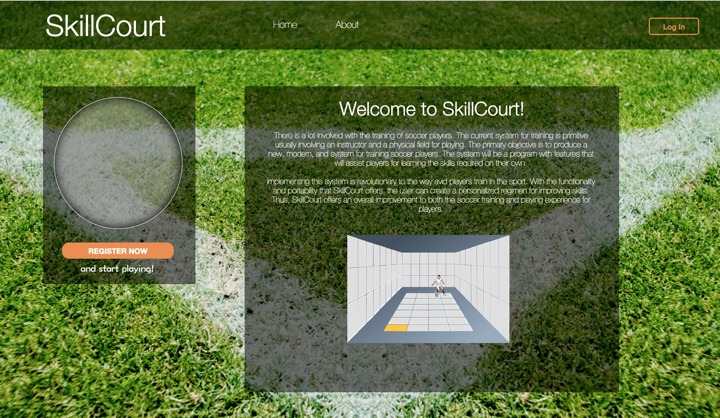 SkillCourt
Home
About
Log In
Welcome to SkillCourt!
There is a lot involved with the training of soccer players. The current system for training is primitive
usually involving an instructor and a physical field for playing. The primary objective is to produce a
new, modern, and system for training soccer players. The system will be a program with features that
will assist players for learning the skills required on their own.
Implementing this system is revolutionary to the way avid players train in the sport. With the functionality
and portability that SkillCourt offers, the user can create a personalized regimen for improving skills.
Thus, SkillCourt offers an overall improvement to both the soccer training and playing experience for
players.
REGISTER NOW
and start playing!